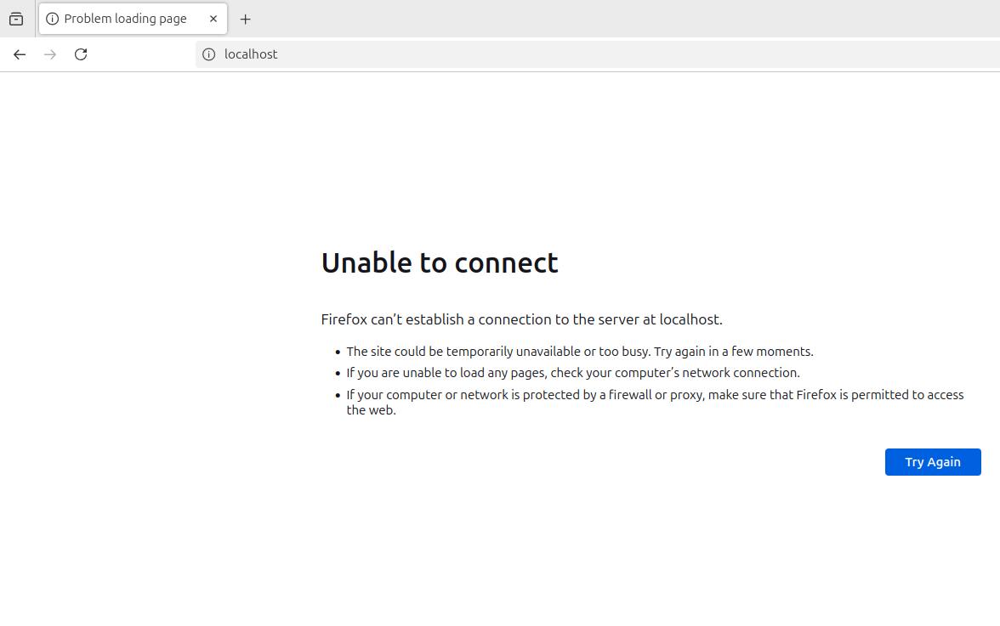 Problem loading page
localhost
Unable to connect
Firefox can’t establish a connection to the server at localhost.
• The site could be temporarily unavailable or too busy. Try again in a few moments.
• If you are unable to load any pages, check your computer’s network connection.
• If your computer or network is protected by a firewall or proxy, make sure that Firefox is permitted to access
the web.
Try Again